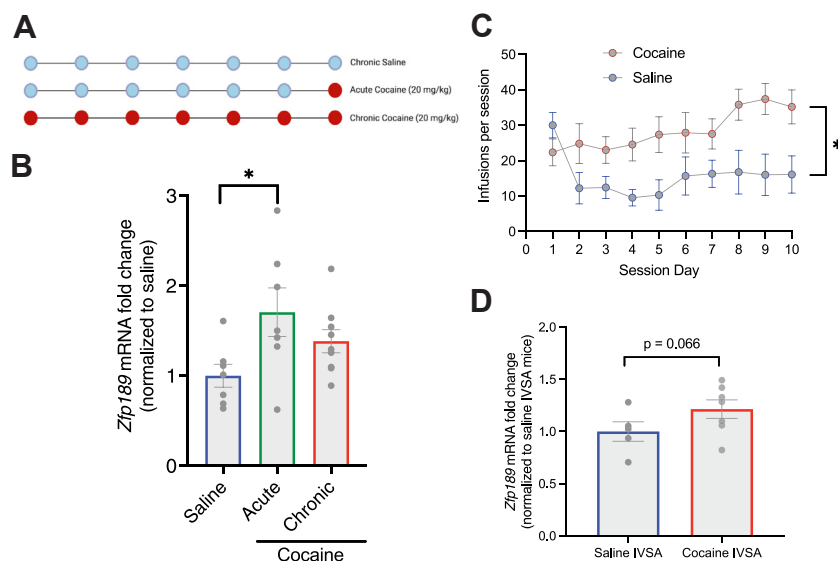 A
Chronic Saline
Acute Cocaine (20 mg/kg)
Chronic Cocaine (20 mg/kg)
B
Zfp189 mRNA fold change
(normalized to saline)
3
2
1
0
*
Saline
Acute
Chronic
Cocaine
C
Cocaine
Saline
Infusions per session
50
40
30
20
10
0
0 1 2 3 4 5 6 7 8 9 10
Session Day
*
D
Zfp189 mRNA fold change
(normalized to saline IVSA mice)
2.0
1.5
1.0
0.5
0.0
p = 0.066
Saline IVSA
Cocaine IVSA